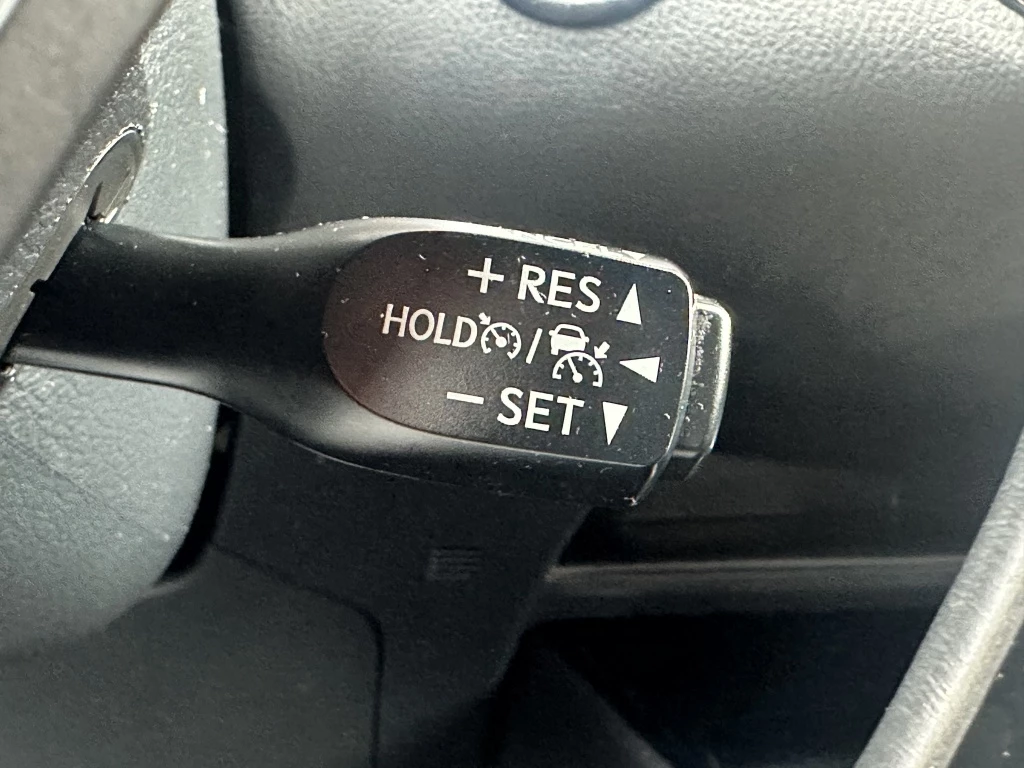 + RES
HOLD /
− SET